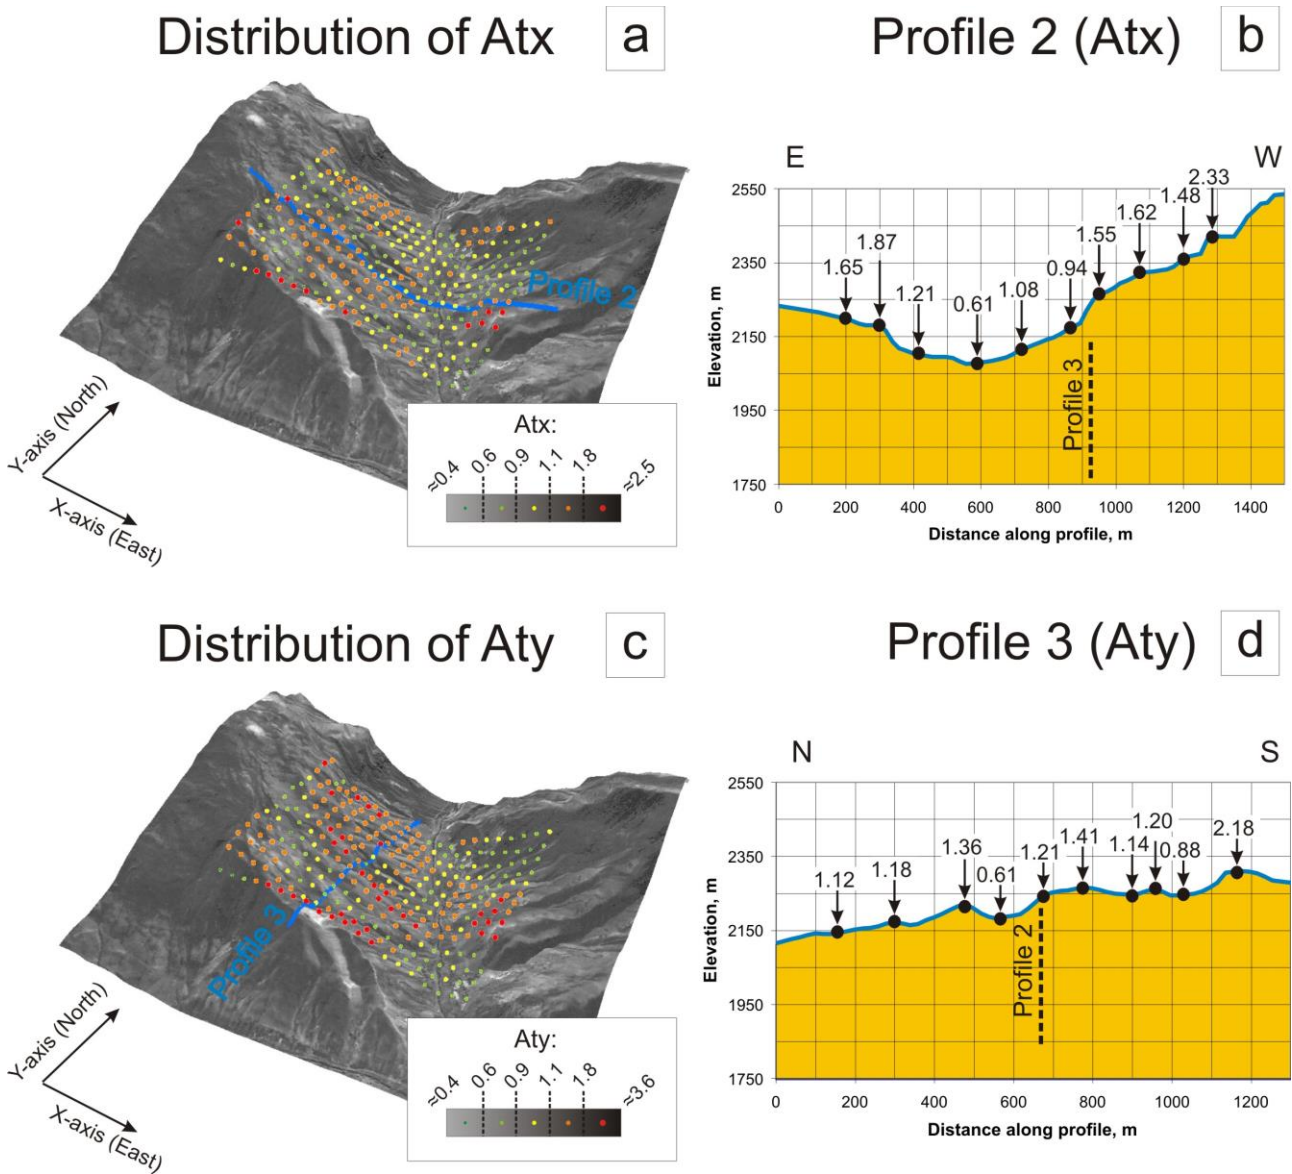 Distribution of Atx
a
Profile 2
Y-axis (North)
X-axis (East)
Atx:
≈0.4 0.6 0.9 1.1 1.8 ≈2.5
Profile 2 (Atx)
b
E W
2.33
1.48
1.62
1.55
1.87
0.94
1.65
1.21 0.61 1.08
Profile 3
Elevation, m
2550
2350
2150
1950
1750
0 200 400 600 800 1000 1200 1400
Distance along profile, m
Distribution of Aty
c
Profile 3
Y-axis (North)
X-axis (East)
Aty:
≈0.4 0.6 0.9 1.1 1.8 ≈3.6
Profile 3 (Aty)
d
N S
1.20
2.18
1.41
1.36 1.14
1.21 0.88
1.18 0.61
1.12
Profile 2
Elevation, m
2550
2350
2150
1950
1750
0 200 400 600 800 1000 1200
Distance along profile, m